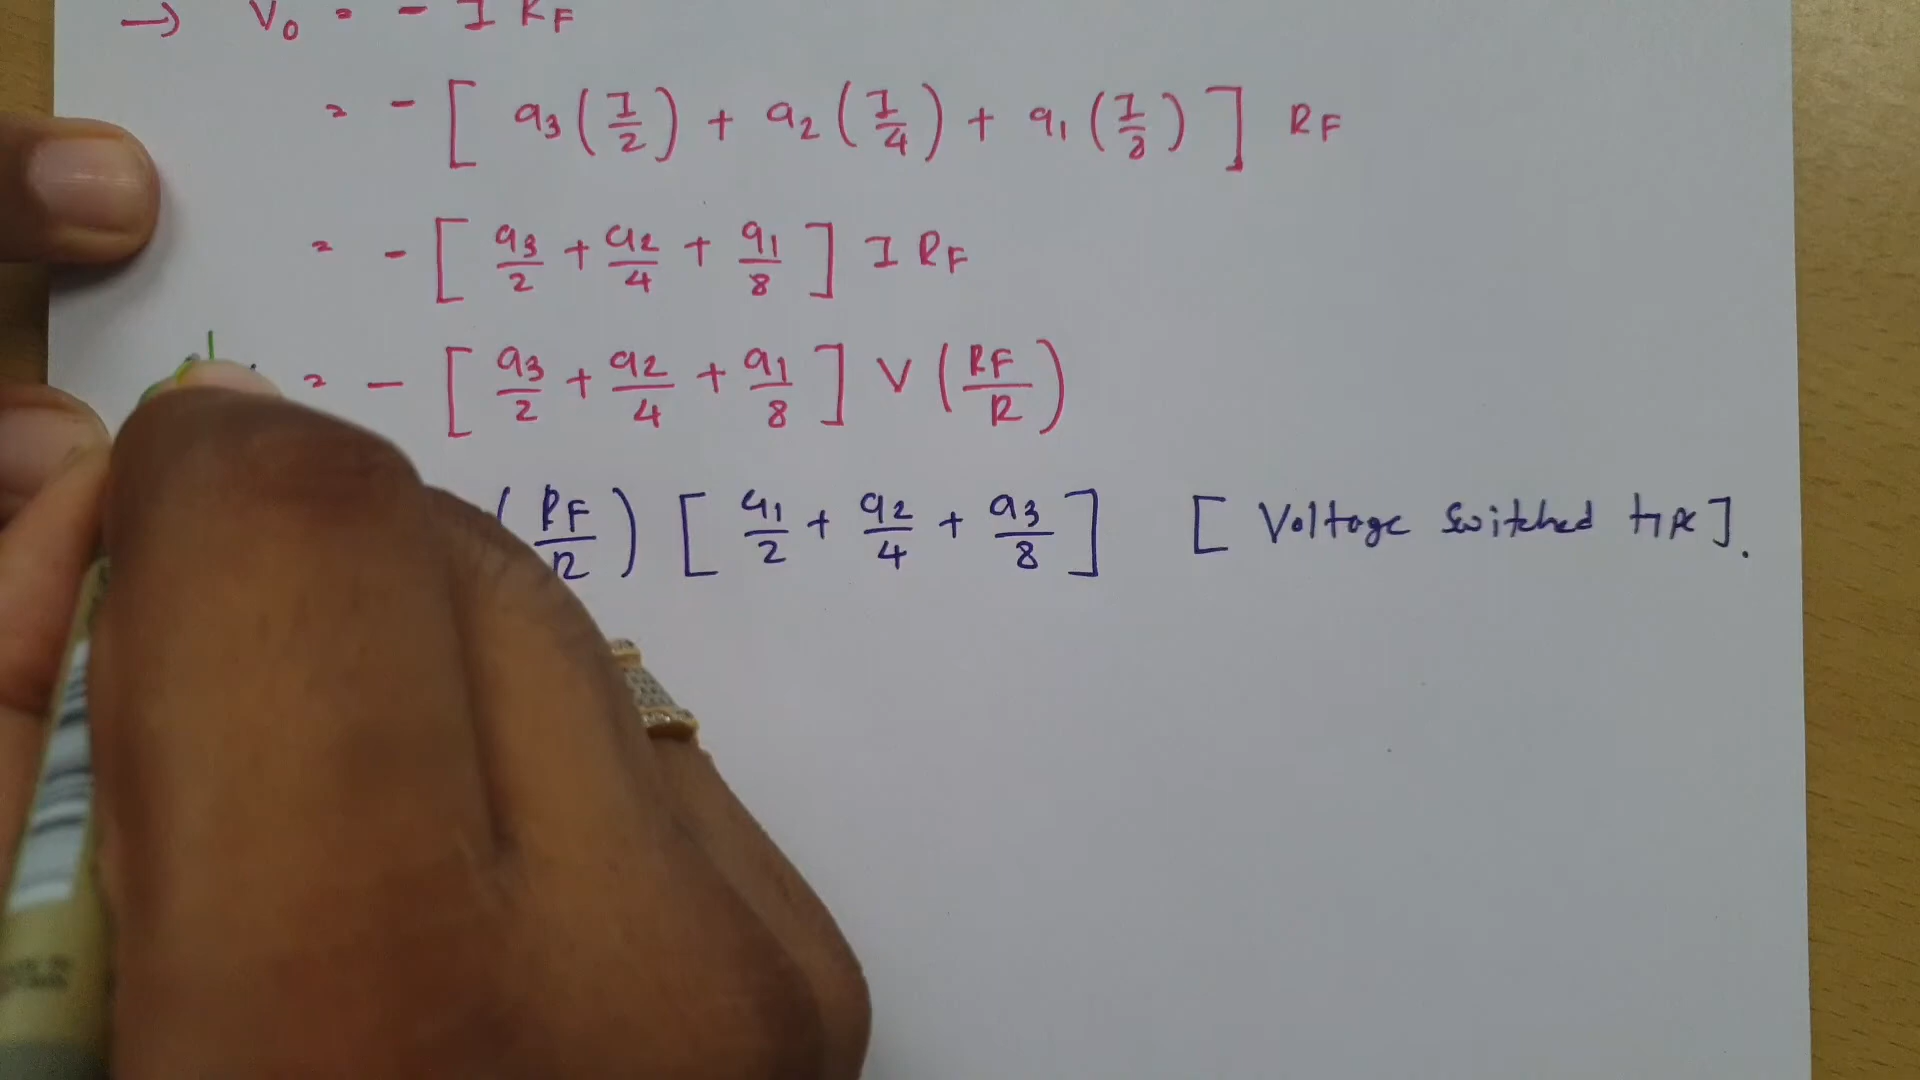 → V₀ = - I RF
= - [ a₃ (I/2) + a₂ (I/4) + a₁ (I/8) ] RF
= - [ a₃/2 + a₂/4 + a₁/8 ] I RF
= - [ a₃/2 + a₂/4 + a₁/8 ] V (RF/R)
(RF/R) [ a₁/2 + a₂/4 + a₃/8 ] [ Voltage switched type ].